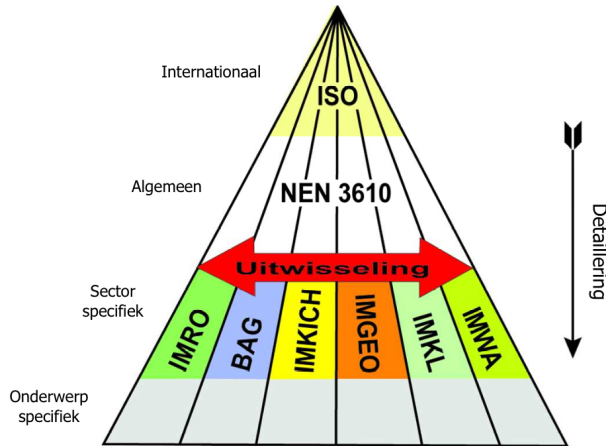 Internationaal
ISO
Algemeen
NEN 3610
Detaillering
Uitwisseling
Sector
specifiek
IMRO
BAG
IMKICH
IMGEO
IMKL
IMWA
Onderwerp
specifiek